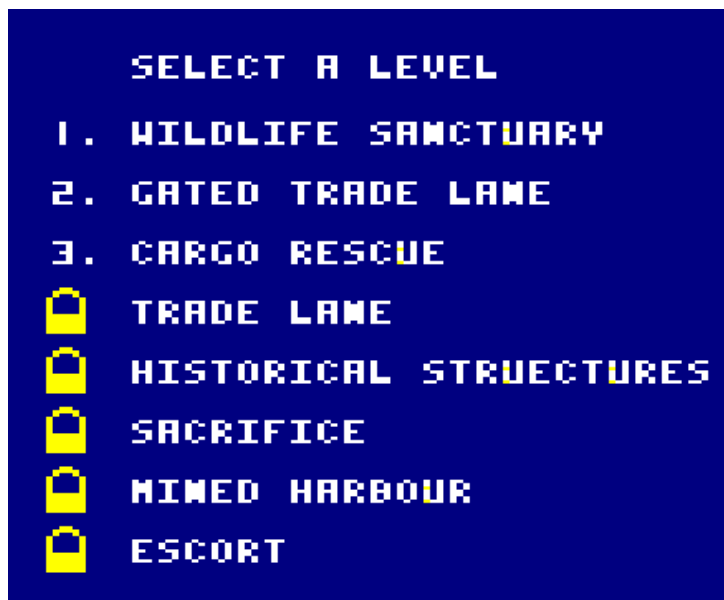 SELECT A LEVEL
1. WILDLIFE SANCTUARY
2. GATED TRADE LANE
3. CARGO RESCUE
TRADE LANE
HISTORICAL STRUECTURES
SACRIFICE
MINED HARBOUR
ESCORT